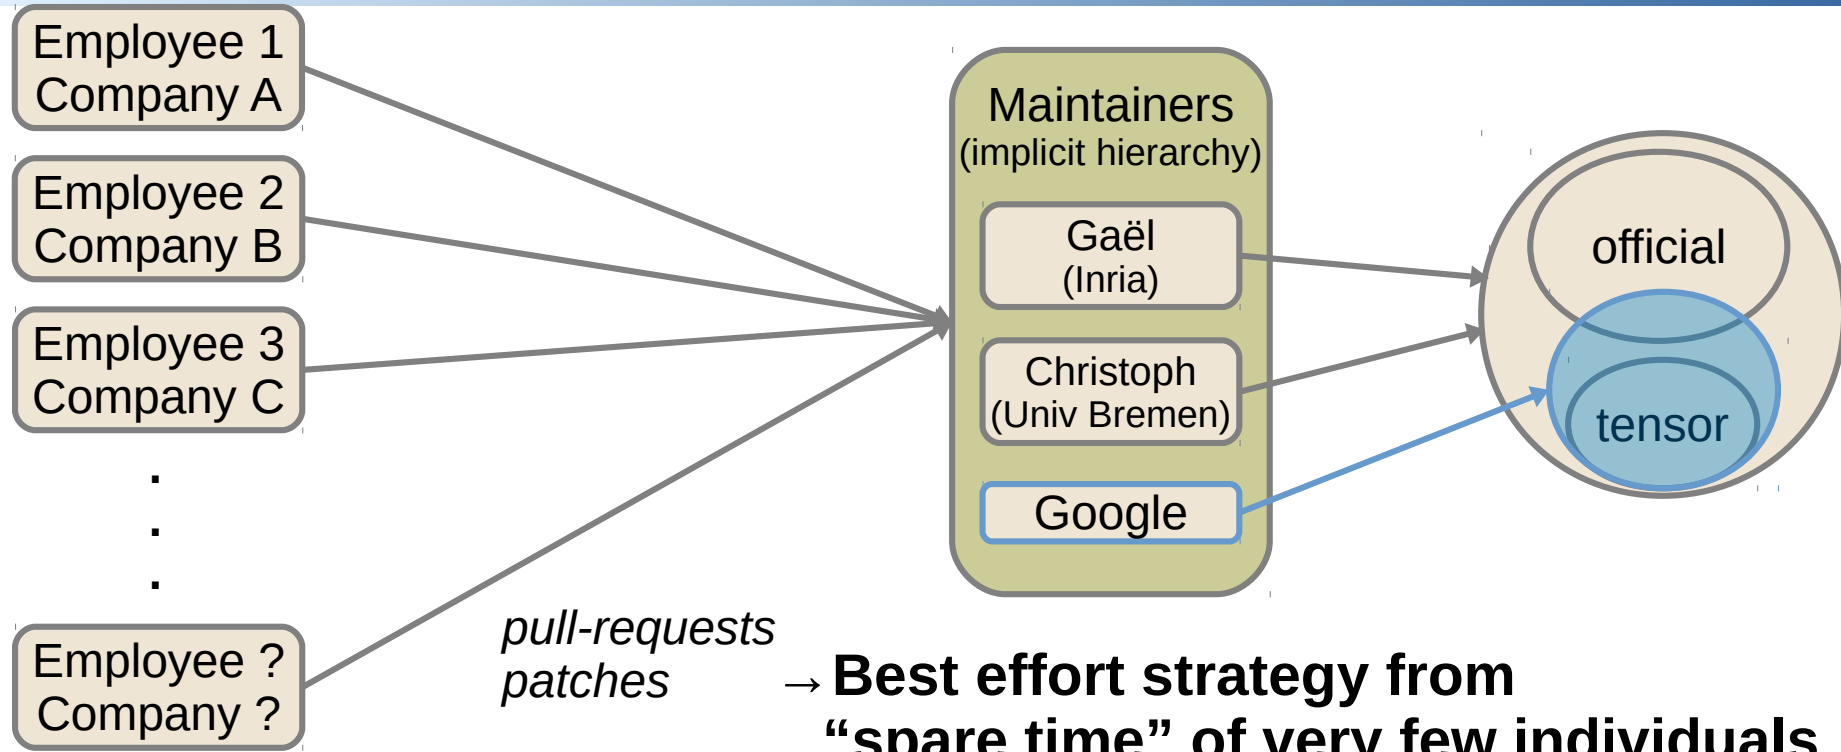 Employee 1
Company A
Employee 2
Company B
Employee 3
Company C
.
.
.
Employee ?
Company ?
pull-requests
patches
Maintainers
(implicit hierarchy)
Gaël
(Inria)
Christoph
(Univ Bremen)
Google
official
tensor
→Best effort strategy from
“spare time” of very few individuals